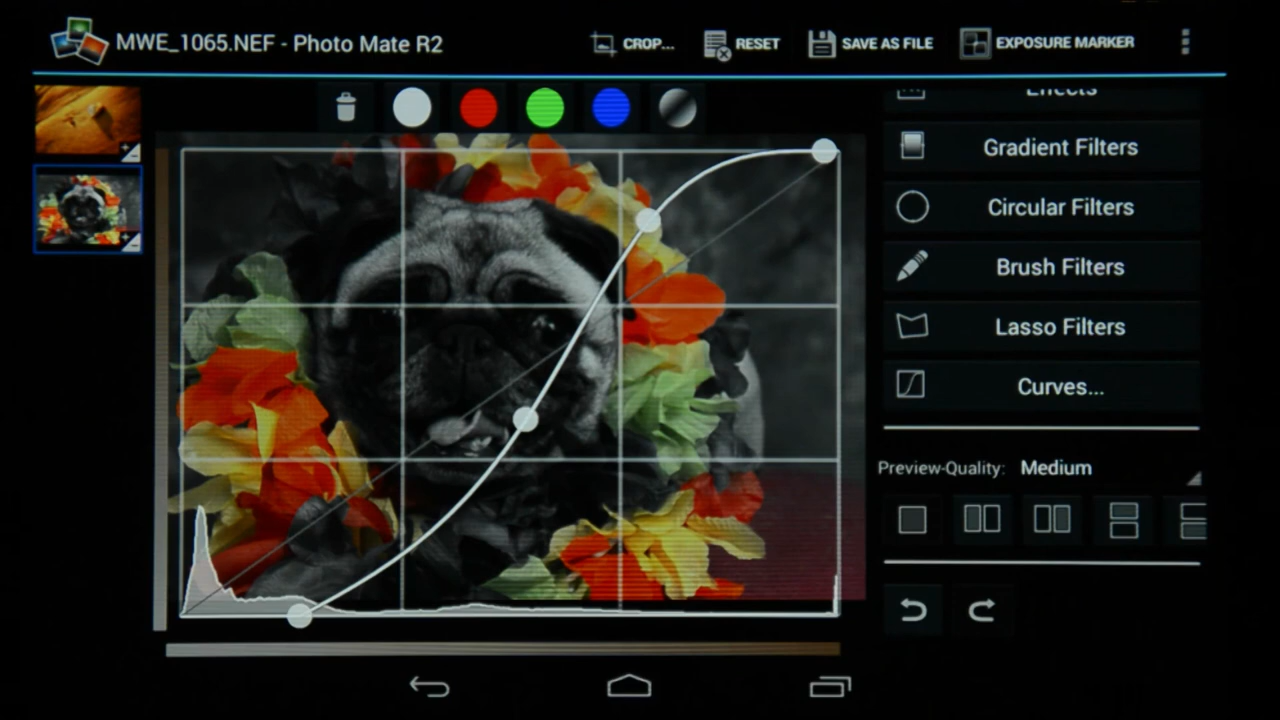 MWE_1065.NEF - Photo Mate R2
CROP...
RESET
SAVE AS FILE
EXPOSURE MARKER
Effects
Gradient Filters
Circular Filters
Brush Filters
Lasso Filters
Curves...
Preview-Quality: Medium